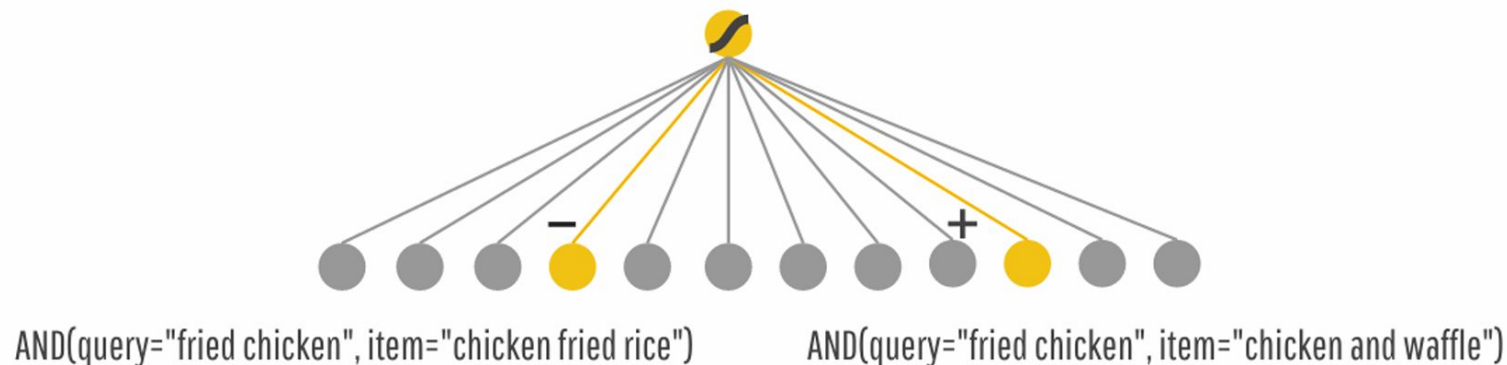 − +
AND(query="fried chicken", item="chicken fried rice") AND(query="fried chicken", item="chicken and waffle")